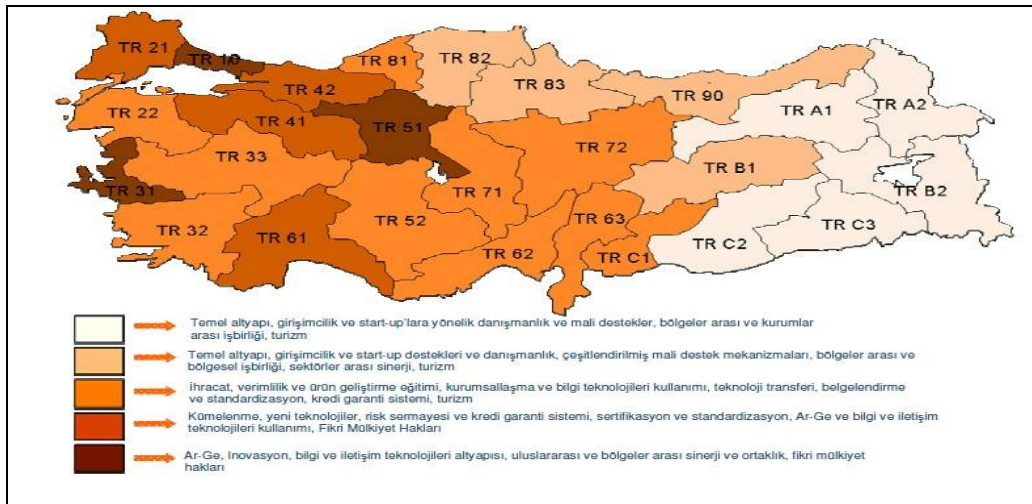 TR 21
TR 10
TR 81
TR 82
TR 42
TR 83
TR 90
TR 22
TR 41
TR 51
TR A1
TR A2
TR 33
TR 72
TR 31
TR 71
TR B1
TR B2
TR 32
TR 61
TR 52
TR 63
TR 62
TR C1
TR C2
TR C3
Temel altyapı, girişimcilik ve start-up'lara yönelik danışmanlık ve mali destekler, bölgeler arası ve kurumlar
arası işbirliği, turizm
Temel altyapı, girişimcilik ve start-up destekleri ve danışmanlık, çeşitlendirilmiş mali destek mekanizmaları, bölgeler arası ve
bölgesel işbirliği, sektörler arası sinerji, turizm
İhracat, verimlilik ve ürün geliştirme eğitimi, kurumsallaşma ve bilgi teknolojileri kullanımı, teknoloji transferi, belgelendirme
ve standardizasyon, kredi garanti sistemi, turizm
Kümelenme, yeni teknolojiler, risk sermayesi ve kredi garanti sistemi, sertifikasyon ve standardizasyon, Ar-Ge ve bilgi ve iletişim
teknolojileri kullanımı, Fikri Mülkiyet Hakları
Ar-Ge, Inovasyon, bilgi ve iletişim teknolojileri altyapısı, uluslararası ve bölgeler arası sinerji ve ortaklık, fikri mülkiyet
hakları